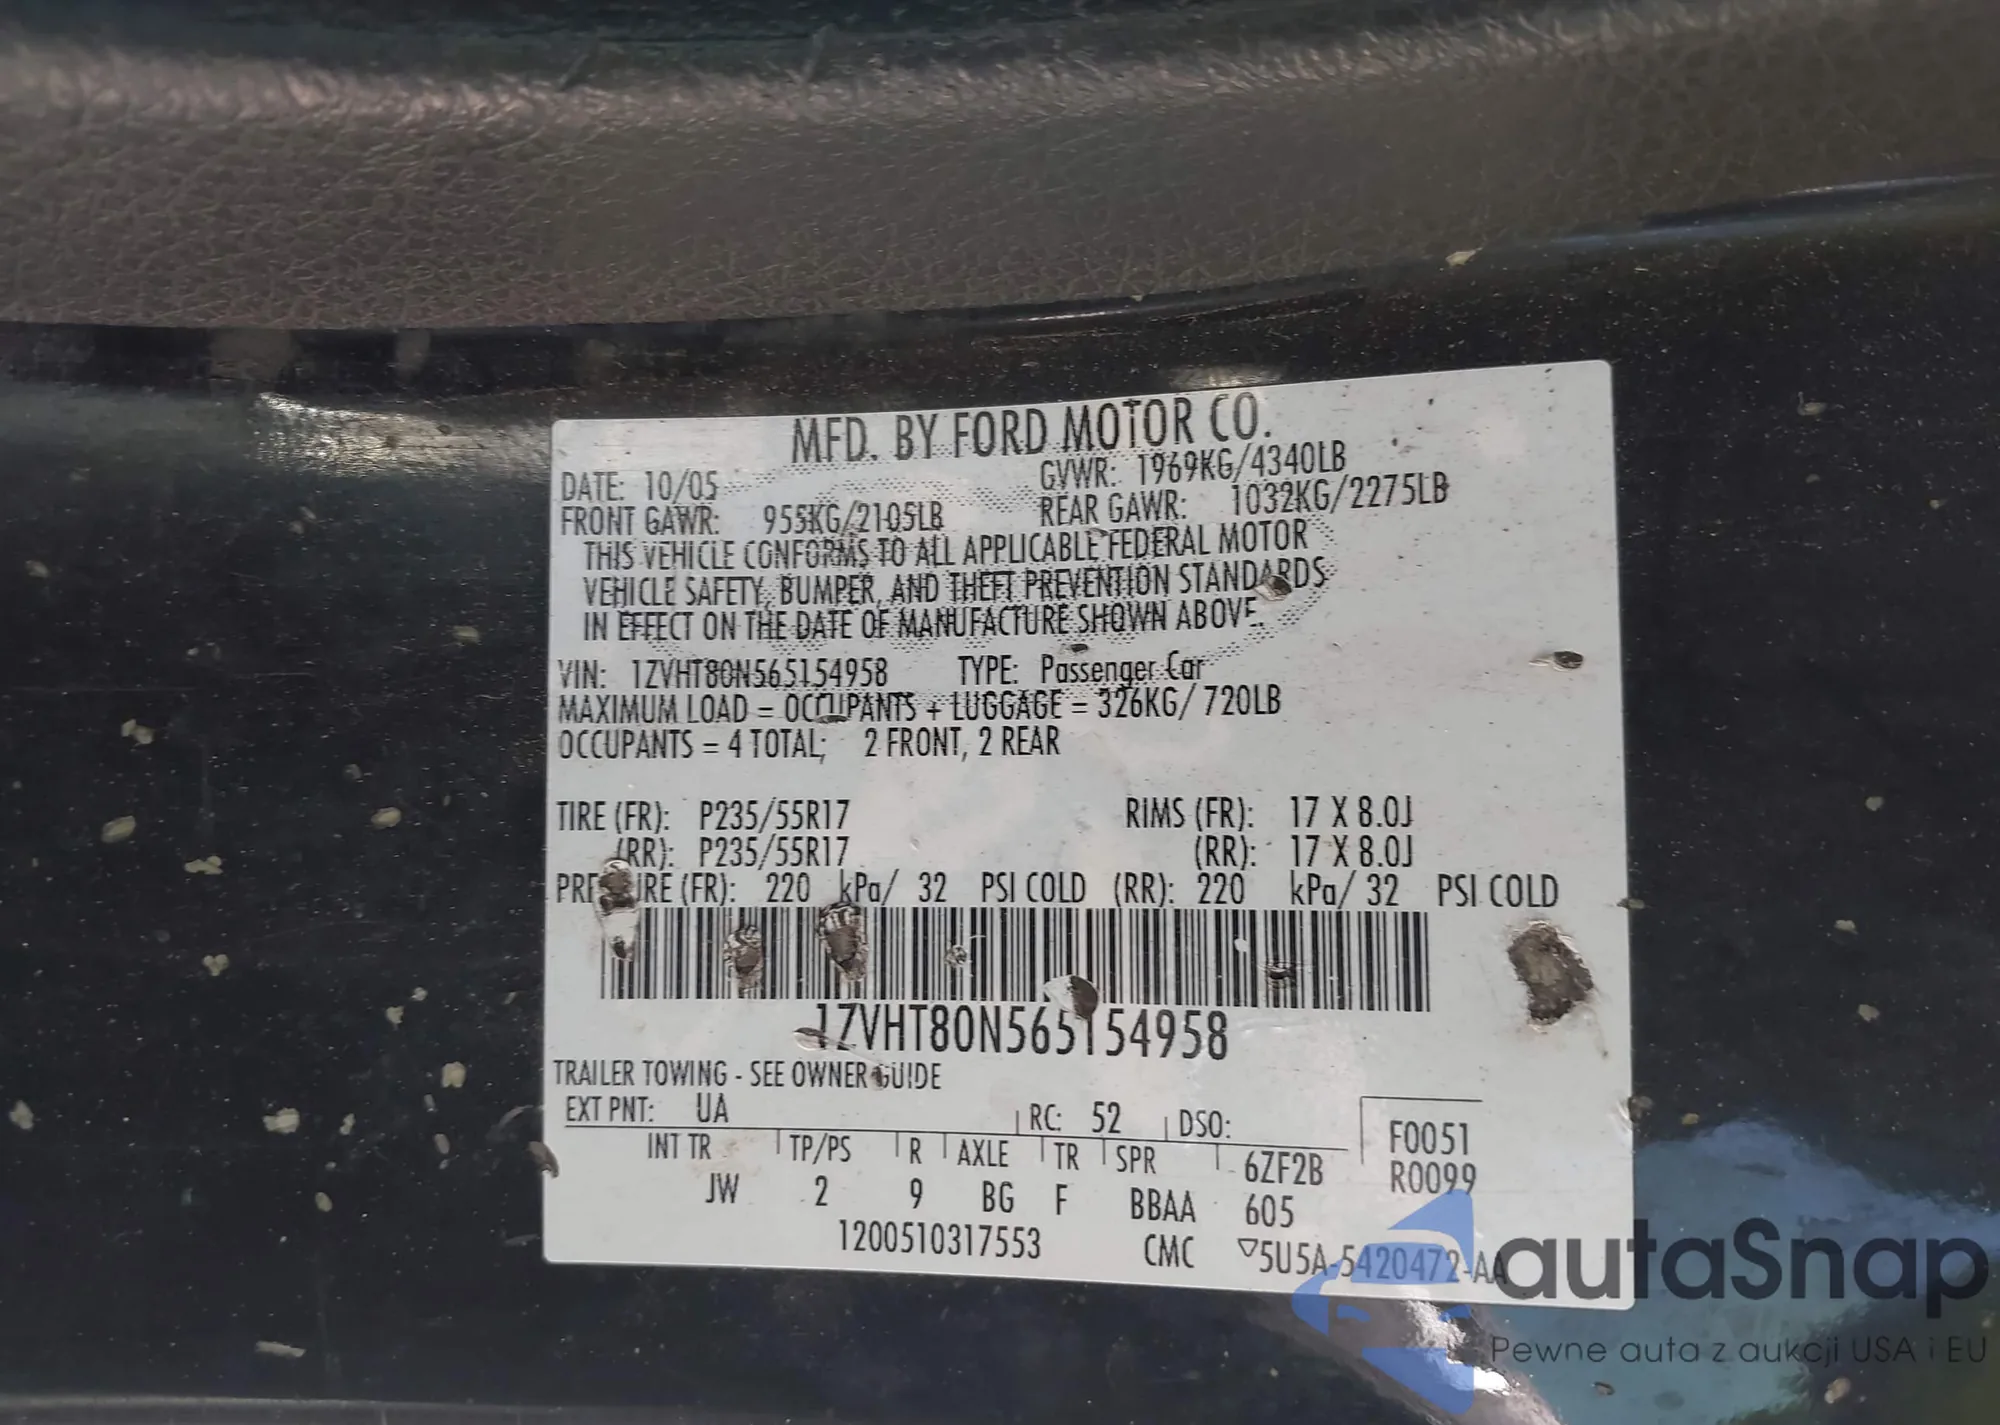 MFD. BY FORD MOTOR CO.
DATE: 10/05 GVWR: 1969KG/4340LB
FRONT GAWR: 955KG/2105LB REAR GAWR: 1032KG/2275LB
THIS VEHICLE CONFORMS TO ALL APPLICABLE FEDERAL MOTOR
VEHICLE SAFETY, BUMPER, AND THEFT PREVENTION STANDARDS
IN EFFECT ON THE DATE OF MANUFACTURE SHOWN ABOVE.
VIN: 1ZVHT80N565154958 TYPE: Passenger Car
MAXIMUM LOAD = OCCUPANTS + LUGGAGE = 326KG/ 720LB
OCCUPANTS = 4 TOTAL; 2 FRONT, 2 REAR
TIRE (FR): P235/55R17 RIMS (FR): 17 X 8.0J
(RR): P235/55R17 (RR): 17 X 8.0J
PRESSURE (FR): 220 kPa/ 32 PSI COLD (RR): 220 kPa/ 32 PSI COLD
1ZVHT80N565154958
TRAILER TOWING - SEE OWNER GUIDE
EXT PNT: UA RC: 52 DSO: F0051
INT TR TP/PS R AXLE TR SPR 6ZF2B R0099
JW 2 9 BG F BBAA 605
1200510317553 CMC ▽5U5A-5420472-AA
autaSnap
Pewne auta z aukcji USA i EU